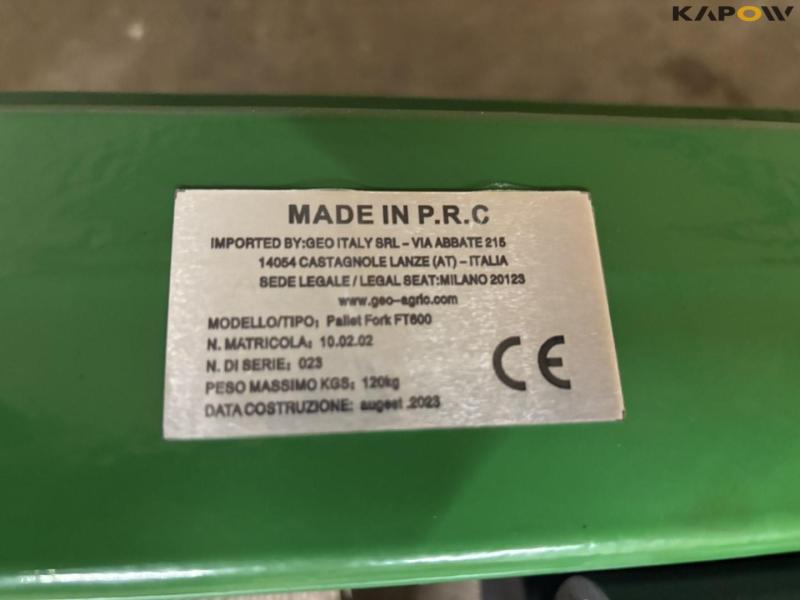 KAPOW
MADE IN P.R.C
IMPORTED BY:GEO ITALY SRL – VIA ABBATE 215
14054 CASTAGNOLE LANZE (AT) – ITALIA
SEDE LEGALE / LEGAL SEAT:MILANO 20123
www.geo-agric.com
MODELLO/TIPO: Pallet Fork FT600
N. MATRICOLA: 10.02.02
N. DI SERIE: 023
PESO MASSIMO KGS: 120kg
DATA COSTRUZIONE: augest .2023
CE